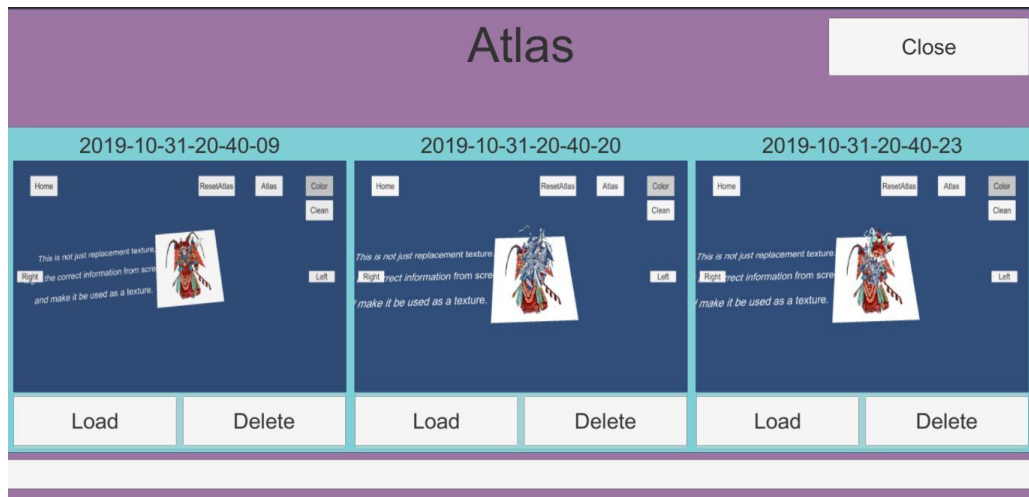 Atlas
Close
2019-10-31-20-40-09
2019-10-31-20-40-20
2019-10-31-20-40-23
Home
ResetAtlas
Atlas
Color
Clean
This is not just replacement texture.
Right
the correct information from scre
Left
and make it be used as a texture.
Home
ResetAtlas
Atlas
Color
Clean
This is not just replacement texture.
Right
rrect information from scre
Left
make it be used as a texture.
Home
ResetAtlas
Atlas
Color
Clean
This is not just replacement texture.
Right
rrect information from scre
Left
make it be used as a texture.
Load
Delete
Load
Delete
Load
Delete